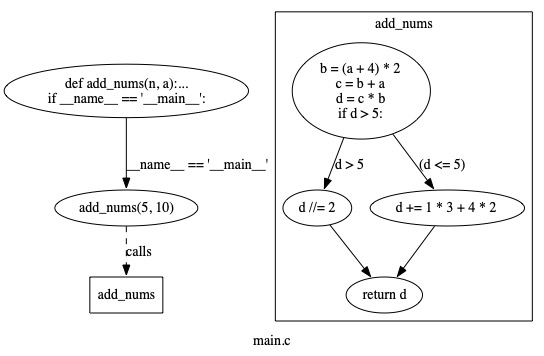 add_nums
def add_nums(n, a):...
if __name__ == '__main__':
b = (a + 4) * 2
c = b + a
d = c * b
if d > 5:
__name__ == '__main__'
d > 5
(d <= 5)
add_nums(5, 10)
d //= 2
d += 1 * 3 + 4 * 2
calls
add_nums
return d
main.c